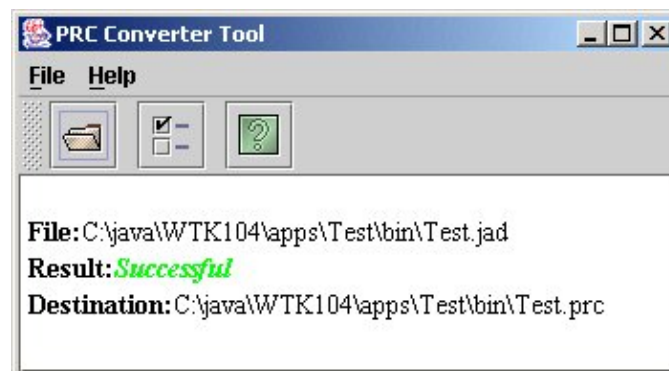 PRC Converter Tool
File Help
File:C:\java\WTK104\apps\Test\bin\Test.jad
Result:Successful
Destination:C:\java\WTK104\apps\Test\bin\Test.prc